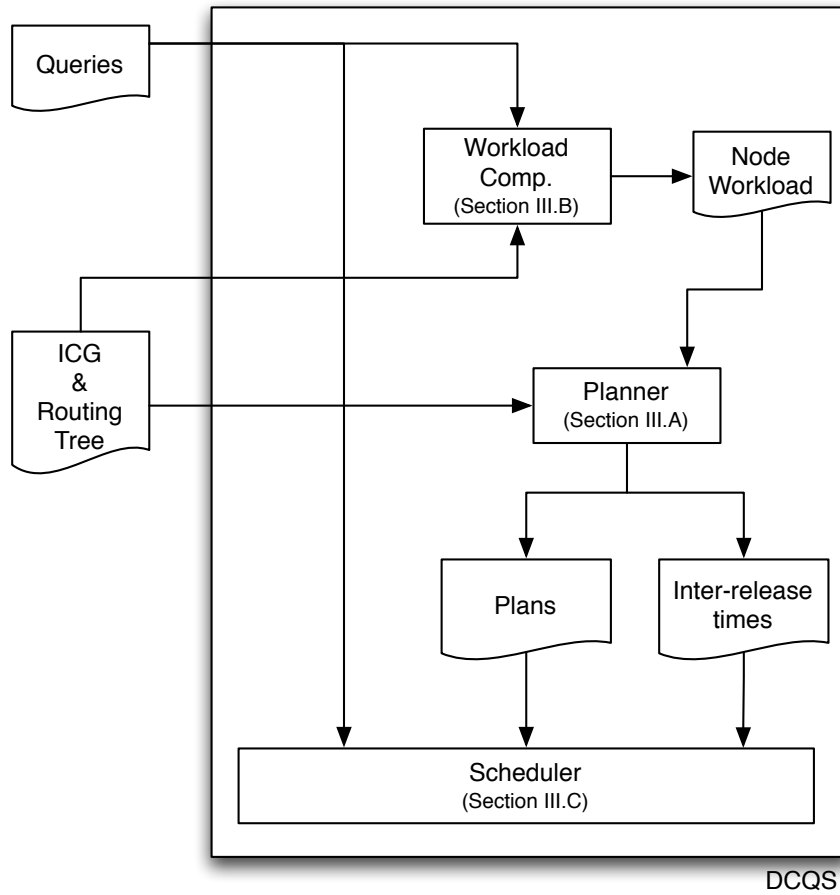 Queries
Workload
Comp.
(Section III.B)
Node
Workload
ICG
&
Routing
Tree
Planner
(Section III.A)
Plans
Inter-release
times
Scheduler
(Section III.C)
DCQS